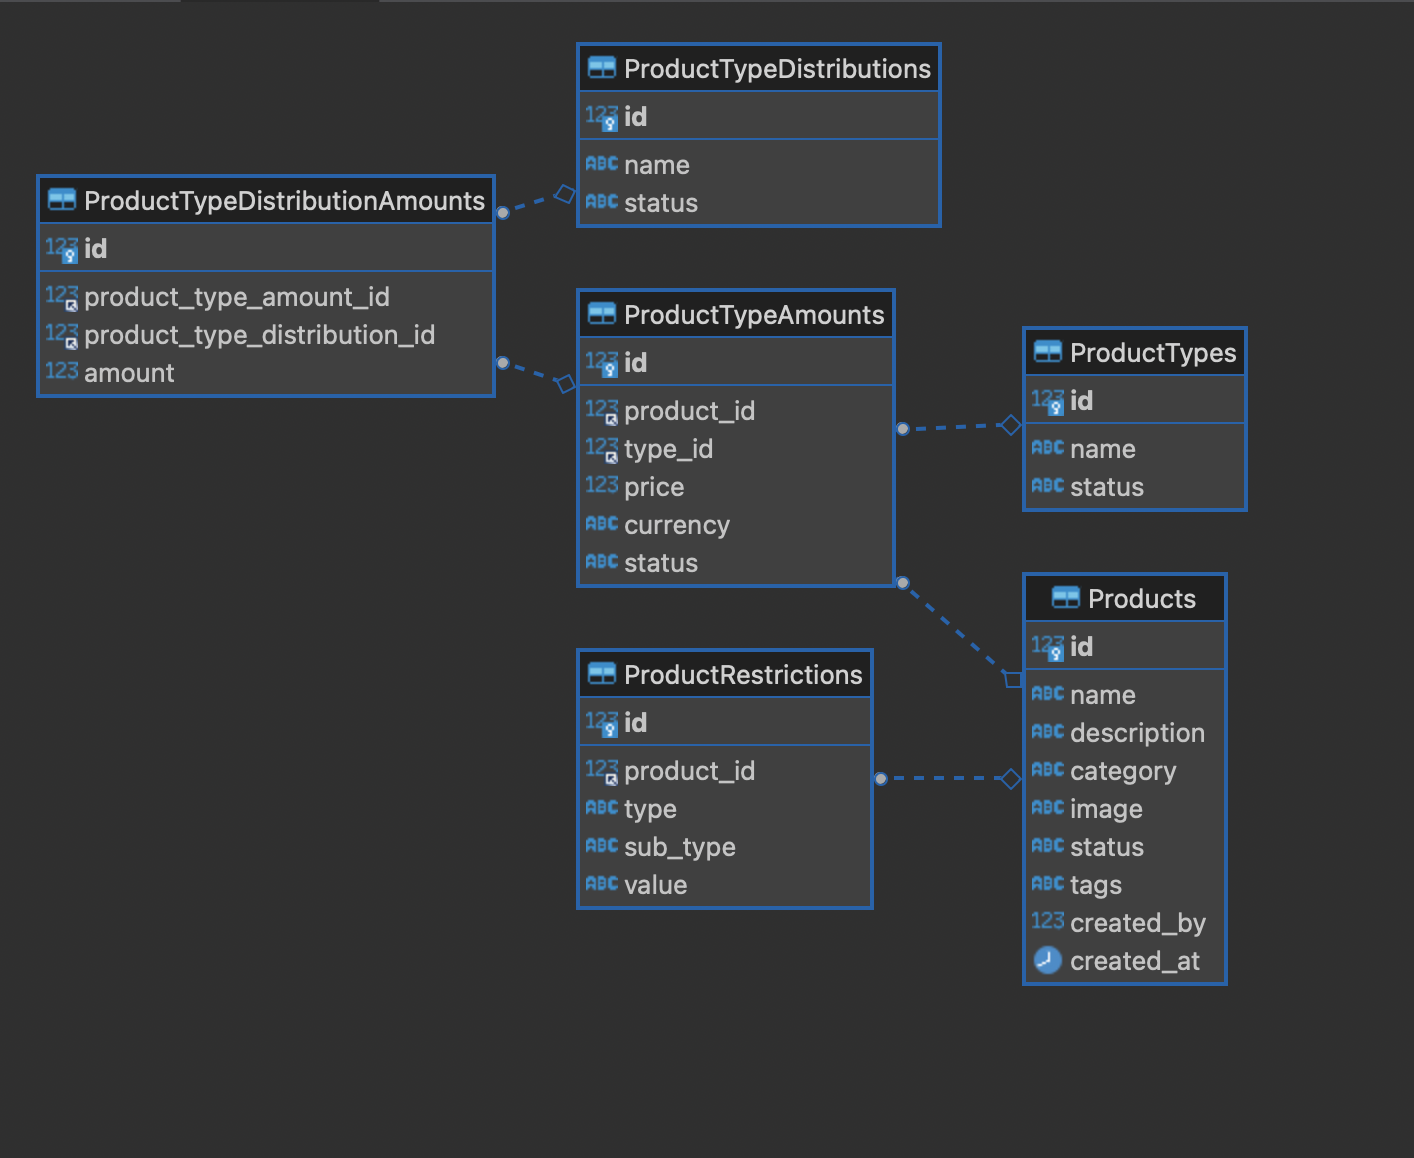 ProductTypeDistributions
123 id
ABC name
ABC status
ProductTypeDistributionAmounts
123 id
123 product_type_amount_id
123 product_type_distribution_id
123 amount
ProductTypeAmounts
123 id
123 product_id
123 type_id
123 price
ABC currency
ABC status
ProductTypes
123 id
ABC name
ABC status
Products
123 id
ABC name
ABC description
ABC category
ABC image
ABC status
ABC tags
123 created_by
created_at
ProductRestrictions
123 id
123 product_id
ABC type
ABC sub_type
ABC value